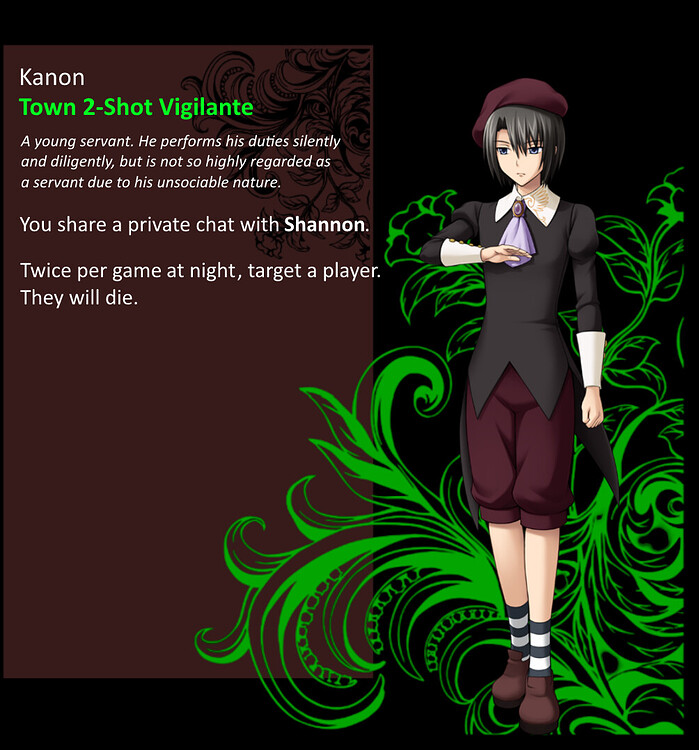 Kanon
Town 2-Shot Vigilante
A young servant. He performs his duties silently
and diligently, but is not so highly regarded as
a servant due to his unsociable nature.
You share a private chat with Shannon.
Twice per game at night, target a player.
They will die.